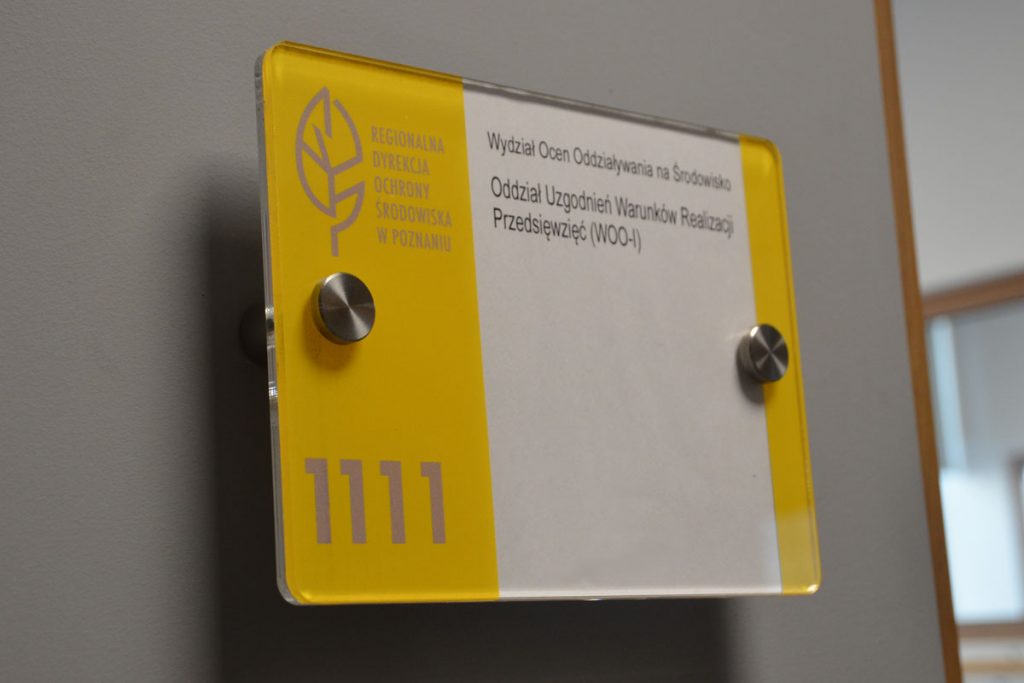 REGIONALNA
DYREKCJA
OCHRONY
ŚRODOWISKA
W POZNANIU
1111
Wydział Ocen Oddziaływania na Środowisko
Oddział Uzgodnień Warunków Realizacji
Przedsięwzięć (WOO-I)